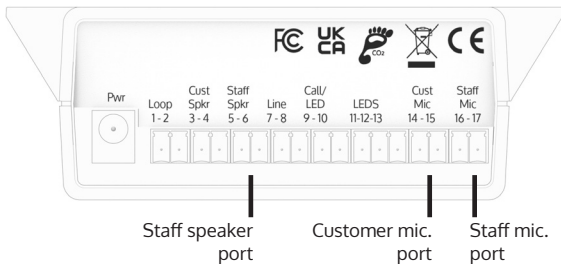 FC UK CA CO2 CE
Pwr
Loop
1 - 2
Cust
Spkr
3 - 4
Staff
Spkr
5 - 6
Line
7 - 8
Call/
LED
9 - 10
LEDS
11-12-13
Cust
Mic
14 - 15
Staff
Mic
16 - 17
Staff speaker
port
Customer mic.
port
Staff mic.
port